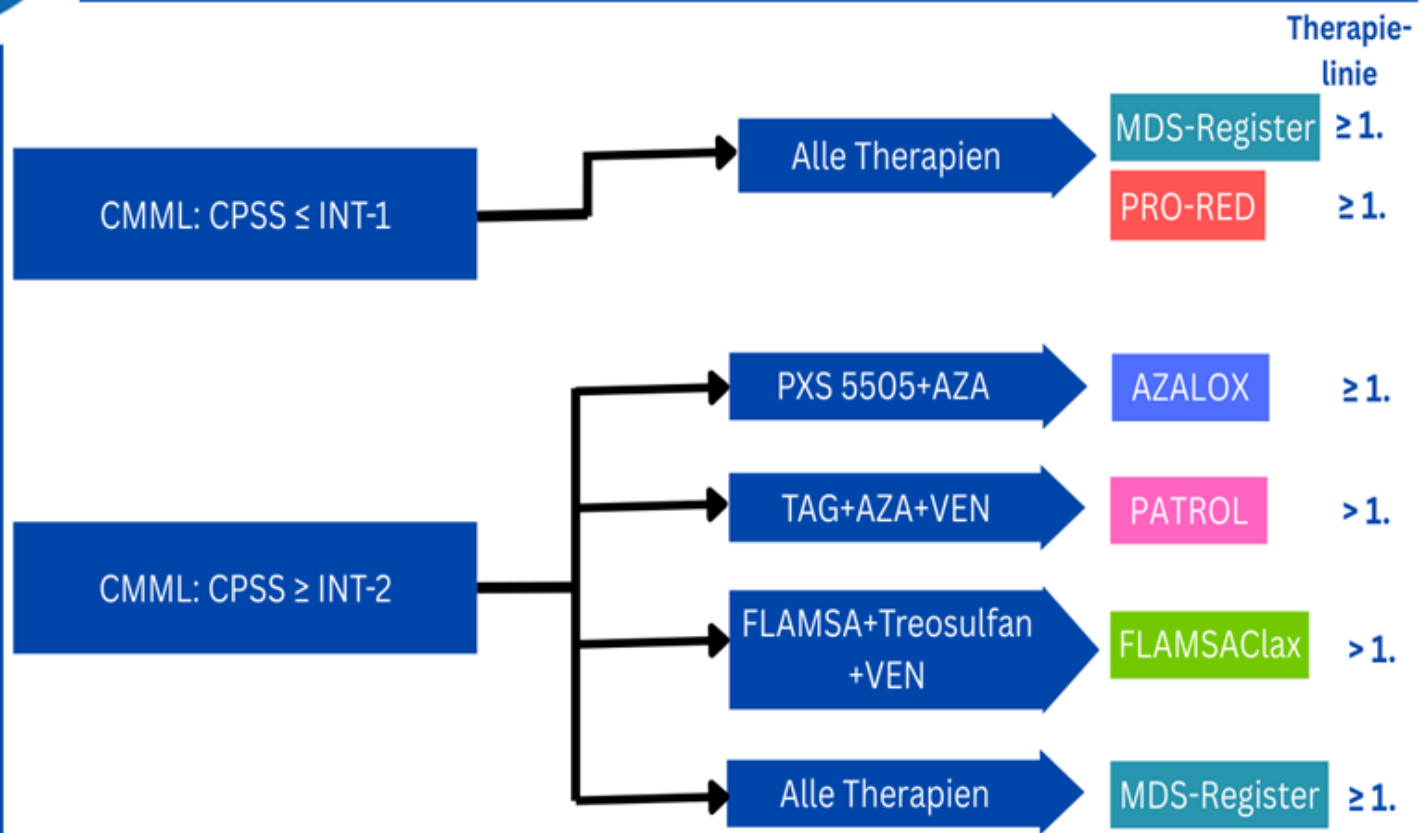 Therapie-
linie
CMML: CPSS ≤ INT-1
Alle Therapien
MDS-Register ≥ 1.
PRO-RED ≥ 1.
CMML: CPSS ≥ INT-2
PXS 5505+AZA
AZALOX ≥ 1.
TAG+AZA+VEN
PATROL > 1.
FLAMSA+Treosulfan
+VEN
FLAMSAClax > 1.
Alle Therapien
MDS-Register ≥ 1.